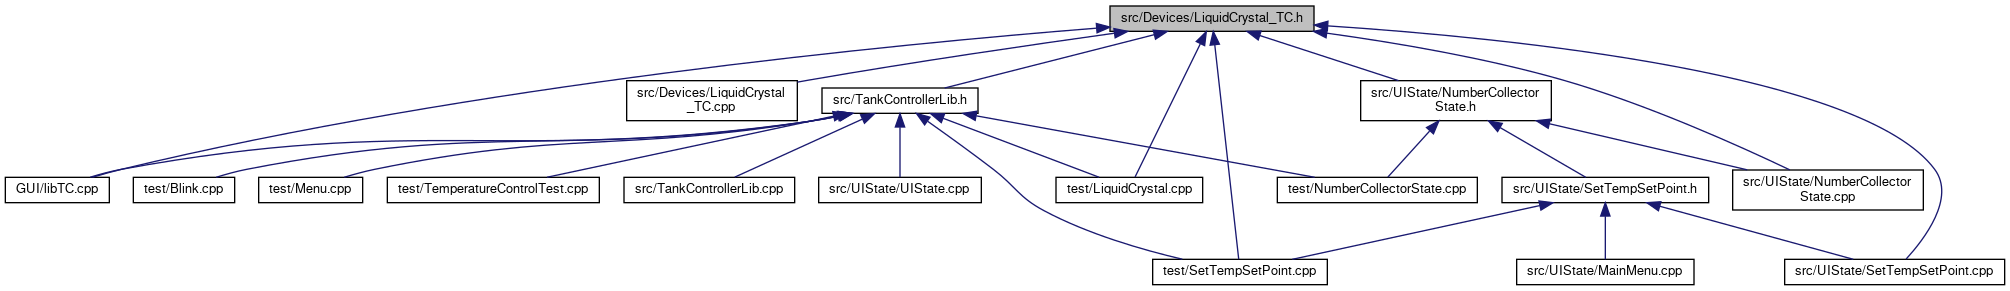 src/Devices/LiquidCrystal_TC.h
src/Devices/LiquidCrystal
_TC.cpp
src/TankControllerLib.h
src/UIState/NumberCollector
State.h
GUI/libTC.cpp
test/Blink.cpp
test/Menu.cpp
test/TemperatureControlTest.cpp
src/TankControllerLib.cpp
src/UIState/UIState.cpp
test/LiquidCrystal.cpp
test/NumberCollectorState.cpp
src/UIState/SetTempSetPoint.h
src/UIState/NumberCollector
State.cpp
test/SetTempSetPoint.cpp
src/UIState/MainMenu.cpp
src/UIState/SetTempSetPoint.cpp